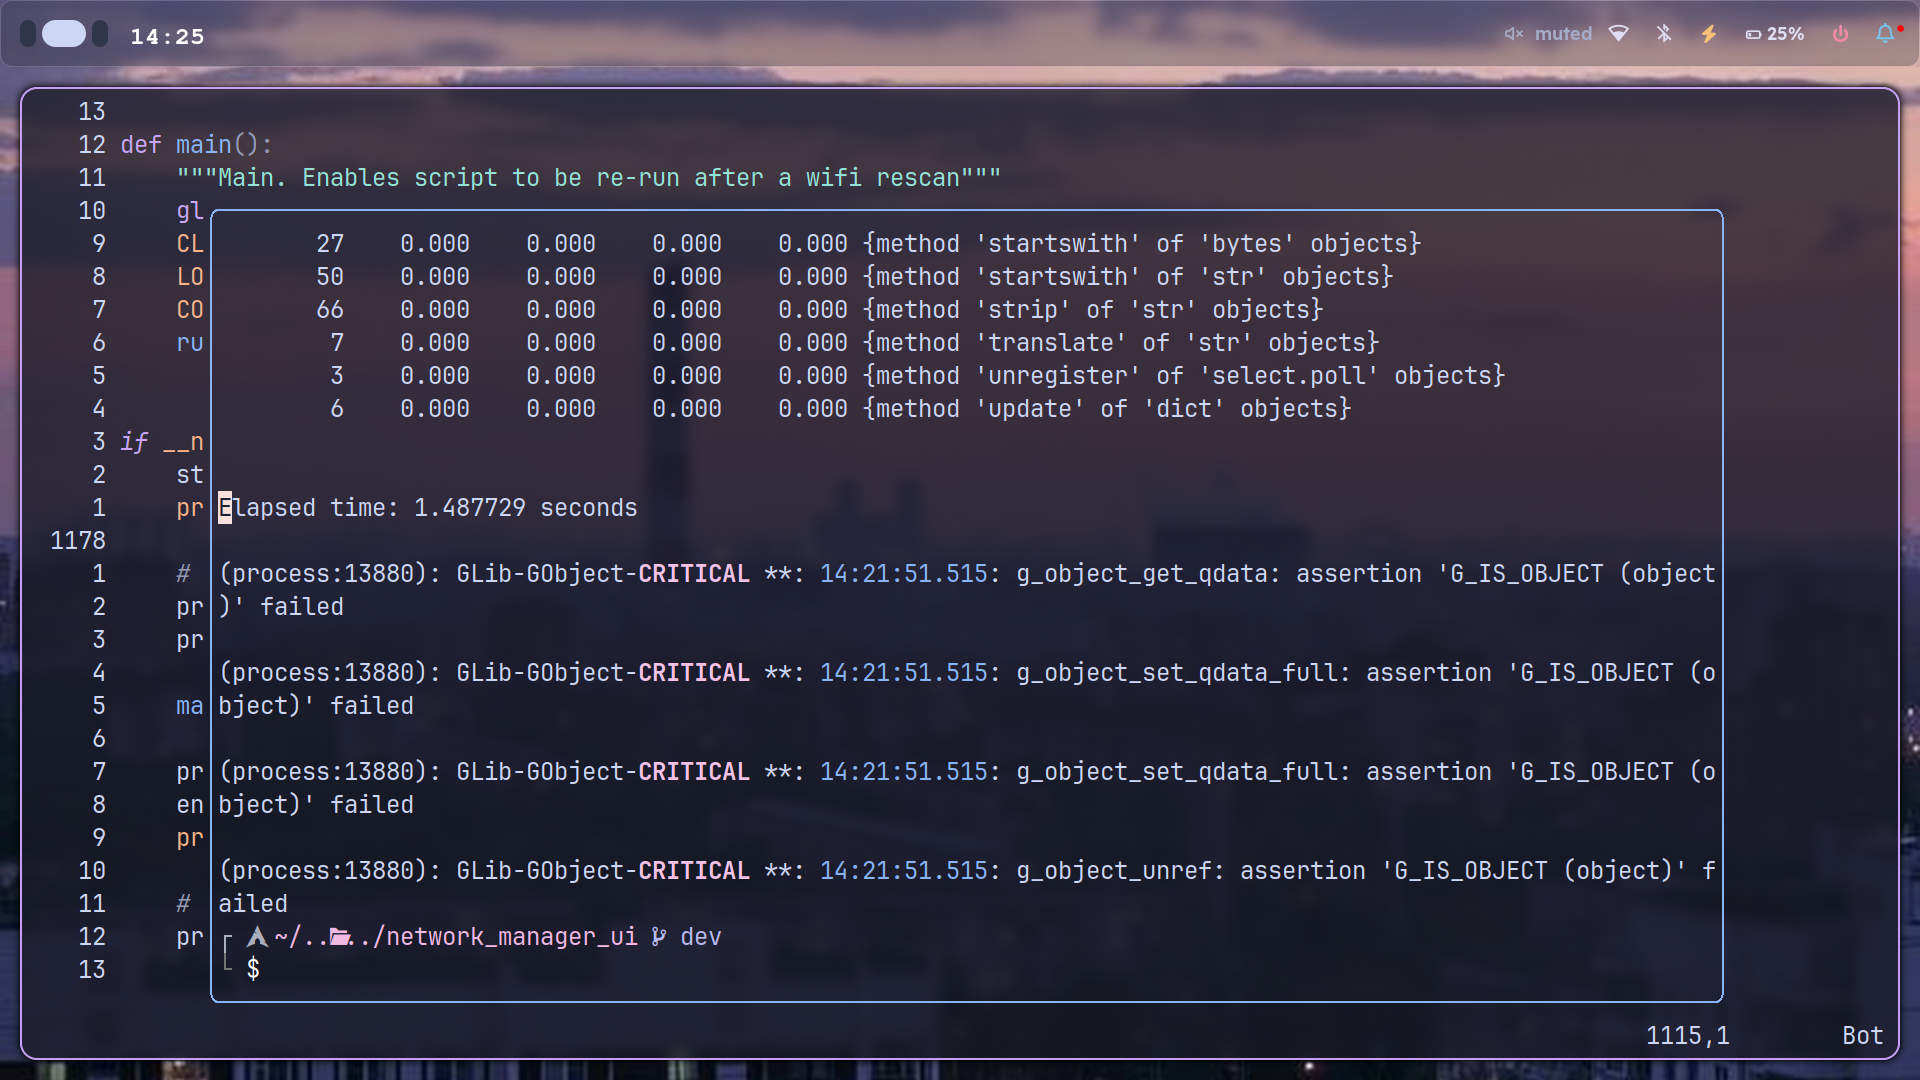 14:25
muted
25%
13
12 def main():
11 """Main. Enables script to be re-run after a wifi rescan"""
10 gl
9 CL 27 0.000 0.000 0.000 0.000 {method 'startswith' of 'bytes' objects}
8 LO 50 0.000 0.000 0.000 0.000 {method 'startswith' of 'str' objects}
7 CO 66 0.000 0.000 0.000 0.000 {method 'strip' of 'str' objects}
6 ru 7 0.000 0.000 0.000 0.000 {method 'translate' of 'str' objects}
5 3 0.000 0.000 0.000 0.000 {method 'unregister' of 'select.poll' objects}
4 6 0.000 0.000 0.000 0.000 {method 'update' of 'dict' objects}
3 if __n
2 st
1 pr Elapsed time: 1.487729 seconds
1178
1 # (process:13880): GLib-GObject-CRITICAL **: 14:21:51.515: g_object_get_qdata: assertion 'G_IS_OBJECT (object
2 pr )' failed
3 pr
4 (process:13880): GLib-GObject-CRITICAL **: 14:21:51.515: g_object_set_qdata_full: assertion 'G_IS_OBJECT (o
5 ma bject)' failed
6
7 pr (process:13880): GLib-GObject-CRITICAL **: 14:21:51.515: g_object_set_qdata_full: assertion 'G_IS_OBJECT (o
8 en bject)' failed
9 pr
10 (process:13880): GLib-GObject-CRITICAL **: 14:21:51.515: g_object_unref: assertion 'G_IS_OBJECT (object)' f
11 # ailed
12 pr ~/.. ../network_manager_ui dev
13 $
1115,1 Bot